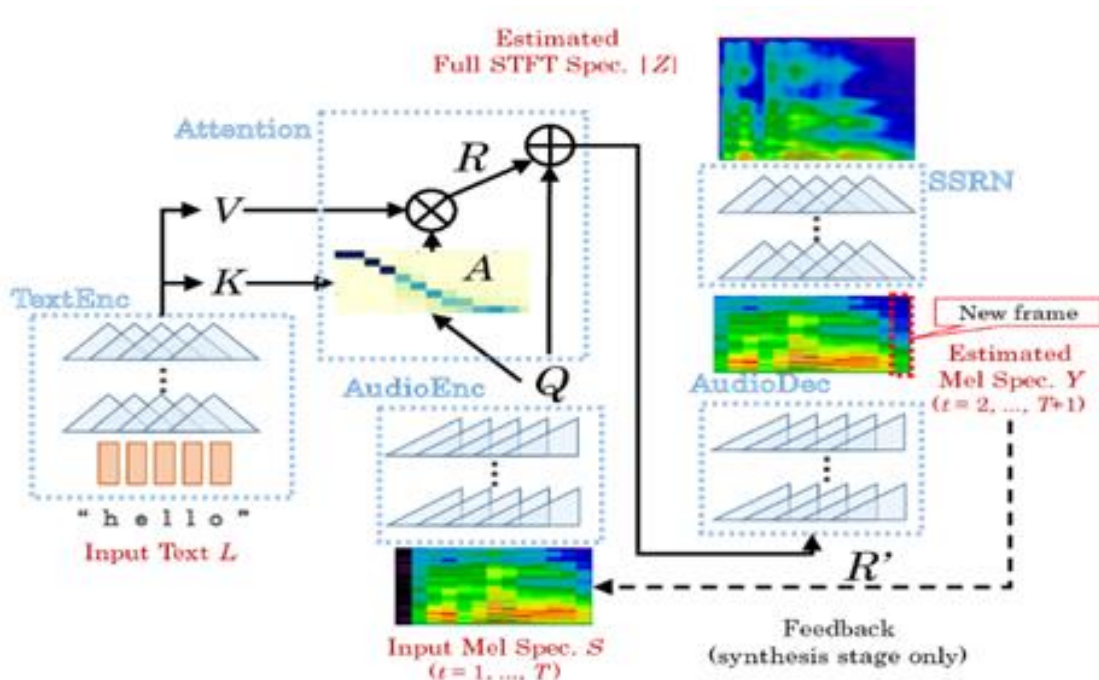 Estimated
Full STFT Spec. |Z|
Attention
R
SSRN
V
A
K
TextEnc
New frame
Q
AudioEnc
AudioDec
Estimated
Mel Spec. Y
(t = 2, ..., T+1)
"hello"
Input Text L
R'
Input Mel Spec. S
(t = 1, ..., T)
Feedback
(synthesis stage only)